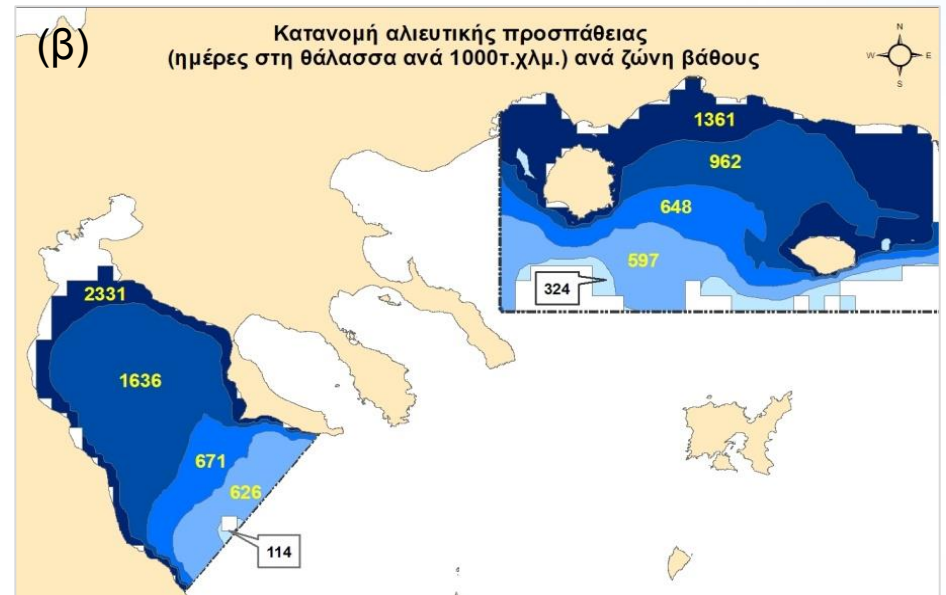 (β)
Κατανομή αλιευτικής προσπάθειας
(ημέρες στη θάλασσα ανά 1000τ.χλμ.) ανά ζώνη βάθους
N
W
E
S
1361
962
648
597
324
2331
1636
671
626
114